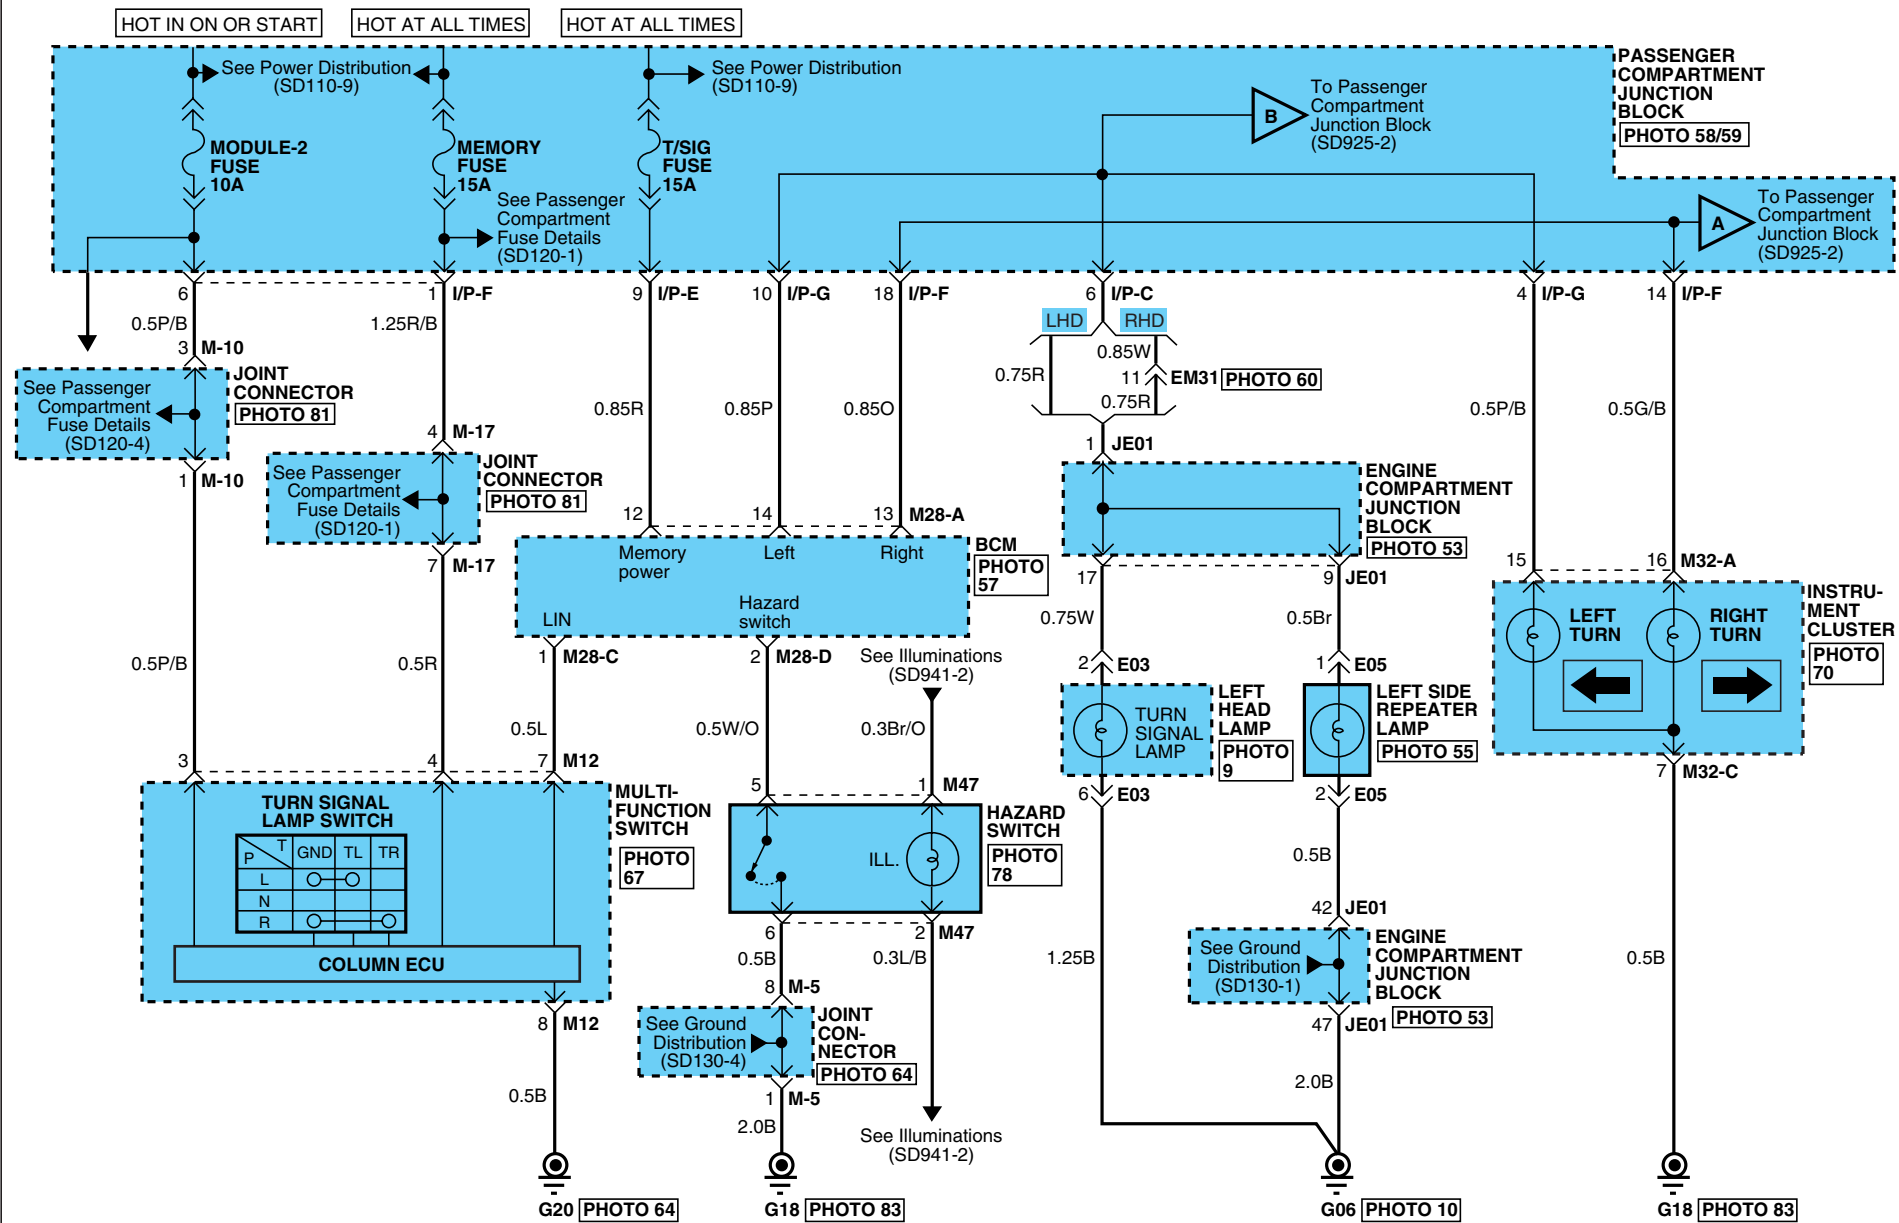 HOT IN ON OR START
HOT AT ALL TIMES
HOT AT ALL TIMES
See Power Distribution
(SD110-9)
See Power Distribution
(SD110-9)
MODULE-2
FUSE
10A
MEMORY
FUSE
15A
T/SIG
FUSE
15A
See Passenger
Compartment
Fuse Details
(SD120-1)
B
To Passenger
Compartment
Junction Block
(SD925-2)
A
To Passenger
Compartment
Junction Block
(SD925-2)
PASSENGER
COMPARTMENT
JUNCTION
BLOCK
PHOTO 58/59
6
1 I/P-F
9 I/P-E
10 I/P-G
18 I/P-F
6 I/P-C
4 I/P-G
14 I/P-F
0.5P/B
1.25R/B
LHD
RHD
0.85W
0.75R
11 EM31 PHOTO 60
0.75R
3 M-10
See Passenger
Compartment
Fuse Details
(SD120-4)
JOINT
CONNECTOR
PHOTO 81
1 M-10
0.85R
0.85P
0.85O
0.5P/B
0.5G/B
4 M-17
See Passenger
Compartment
Fuse Details
(SD120-1)
JOINT
CONNECTOR
PHOTO 81
7 M-17
1 JE01
ENGINE
COMPARTMENT
JUNCTION
BLOCK
PHOTO 53
17
9 JE01
12
14
13 M28-A
Memory
power
Left
Right
LIN
Hazard
switch
BCM
PHOTO
57
1 M28-C
2 M28-D
See Illuminations
(SD941-2)
0.5P/B
0.5R
0.5L
0.5W/O
0.3Br/O
0.75W
0.5Br
2 E03
1 E05
TURN
SIGNAL
LAMP
LEFT
HEAD
LAMP
PHOTO
9
LEFT SIDE
REPEATER
LAMP
PHOTO 55
6 E03
2 E05
15
16 M32-A
LEFT
TURN
RIGHT
TURN
INSTRU-
MENT
CLUSTER
PHOTO
70
7 M32-C
3
4
7 M12
TURN SIGNAL
LAMP SWITCH
P T GND TL TR
L
N
R
COLUMN ECU
MULTI-
FUNCTION
SWITCH
PHOTO
67
8 M12
0.5B
G20 PHOTO 64
5
1 M47
ILL.
HAZARD
SWITCH
PHOTO
78
6
2 M47
0.5B
0.3L/B
8 M-5
See Ground
Distribution
(SD130-4)
JOINT
CON-
NECTOR
PHOTO 64
1 M-5
2.0B
See Illuminations
(SD941-2)
G18 PHOTO 83
1.25B
0.5B
42 JE01
See Ground
Distribution
(SD130-1)
ENGINE
COMPARTMENT
JUNCTION
BLOCK
PHOTO 53
47 JE01
2.0B
G06 PHOTO 10
0.5B
G18 PHOTO 83